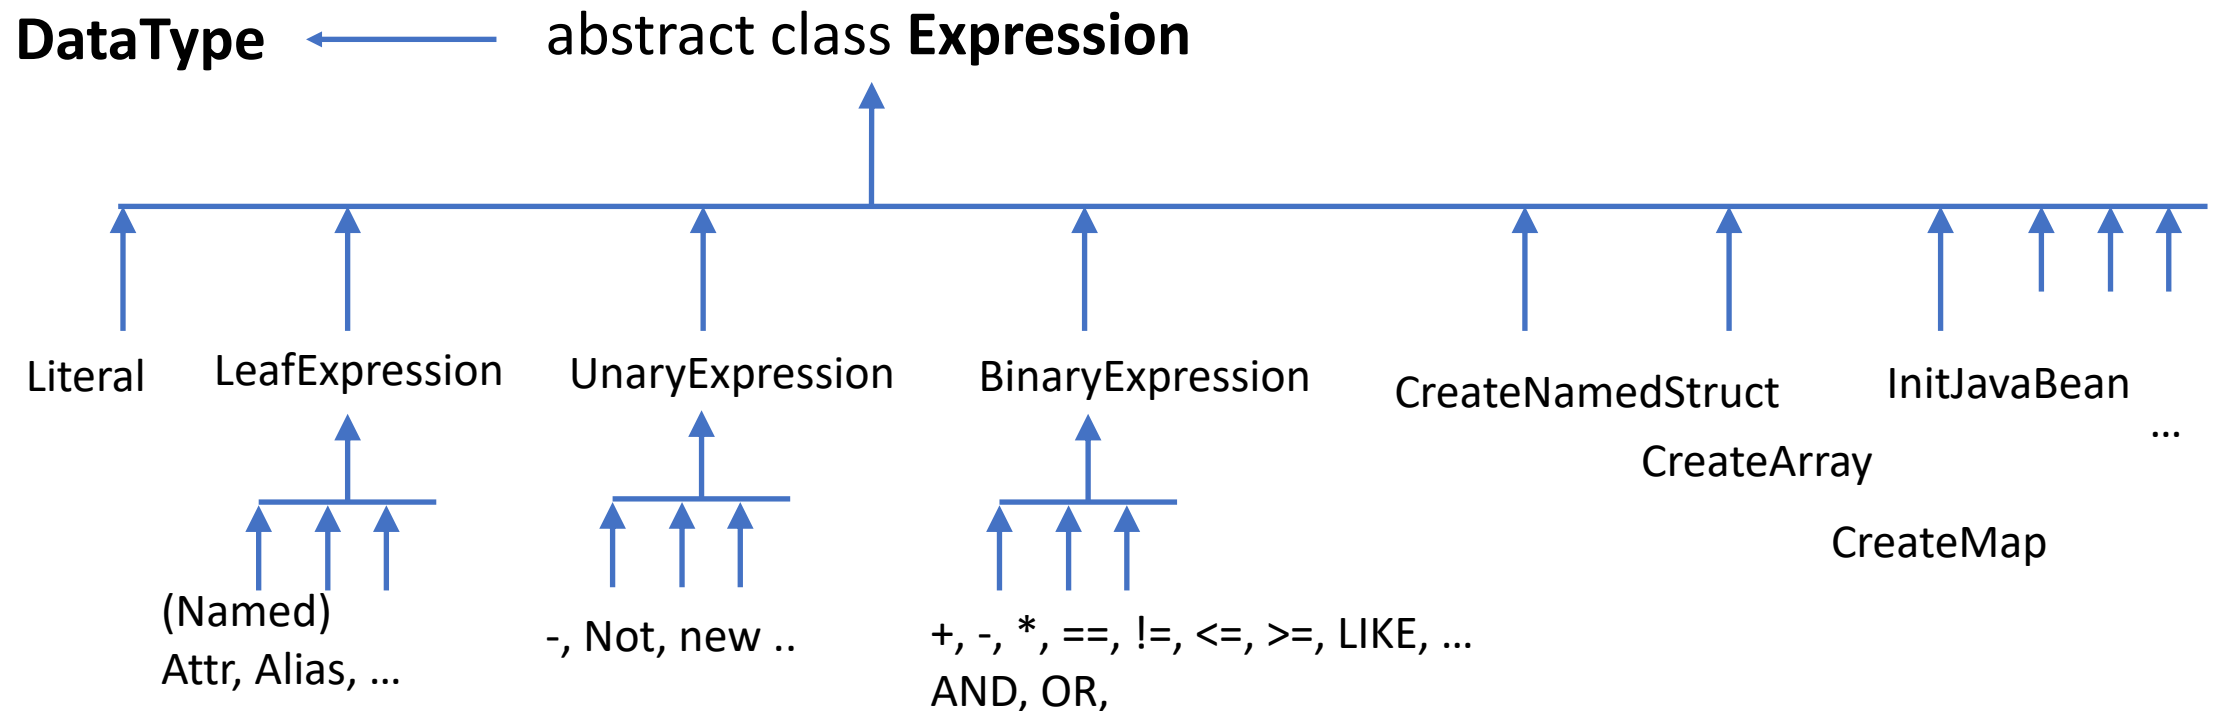 DataType
abstract class Expression
Literal
LeafExpression
UnaryExpression
BinaryExpression
CreateNamedStruct
InitJavaBean
...
CreateArray
CreateMap
(Named)
Attr, Alias, ...
-, Not, new ..
+, -, *, ==, !=, <=, >=, LIKE, ...
AND, OR,